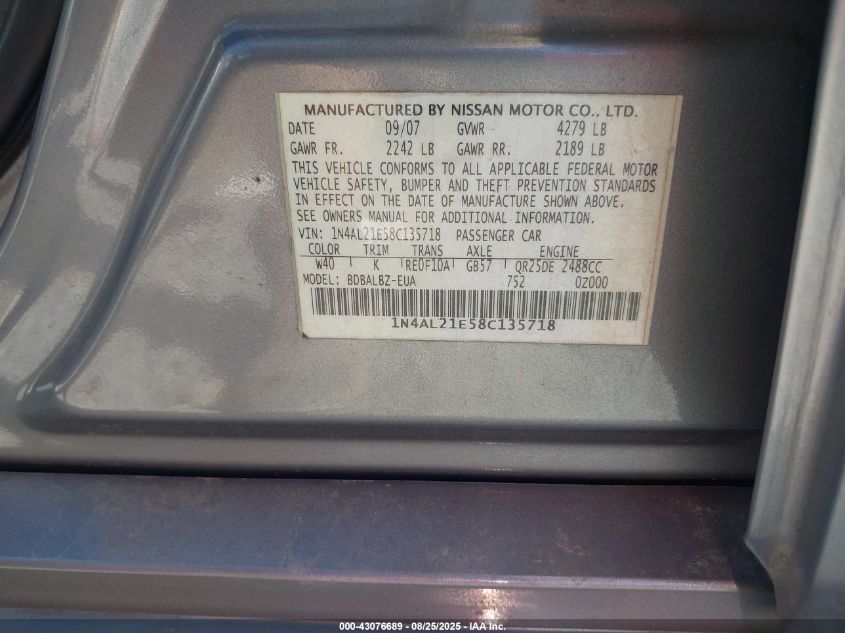 MANUFACTURED BY NISSAN MOTOR CO., LTD.
DATE 09/07 GVWR 4279 LB
GAWR FR. 2242 LB GAWR RR. 2189 LB
THIS VEHICLE CONFORMS TO ALL APPLICABLE FEDERAL MOTOR
VEHICLE SAFETY, BUMPER AND THEFT PREVENTION STANDARDS
IN EFFECT ON THE DATE OF MANUFACTURE SHOWN ABOVE.
SEE OWNERS MANUAL FOR ADDITIONAL INFORMATION.
VIN: 1N4AL21E58C135718 PASSENGER CAR
COLOR TRIM TRANS AXLE ENGINE
W40 K RE0F10A GB57 QR25DE 2488CC
MODEL: BDBALBZ-EUA 752 0Z000
1N4AL21E58C135718
000-43076689 - 08/25/2025 - IAA Inc.